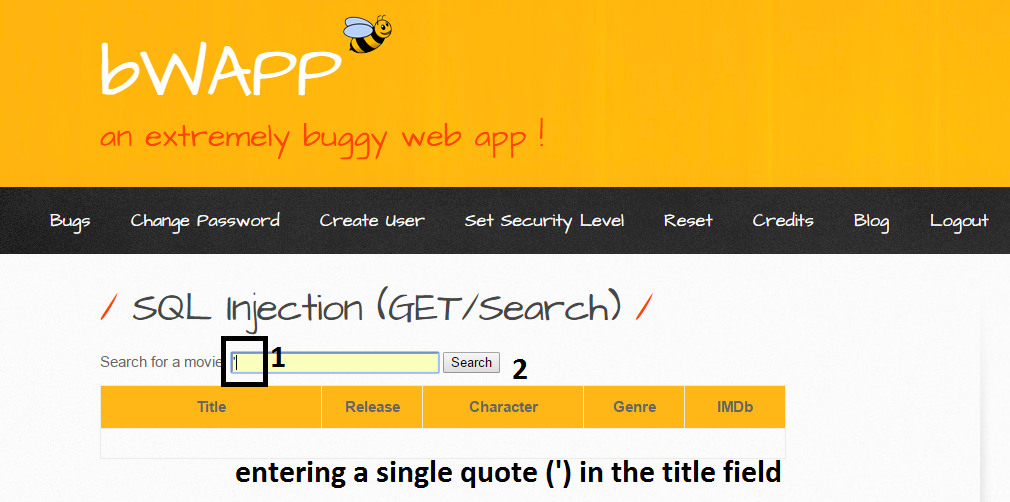 bWAPP
an extremely buggy web app !
Bugs Change Password Create User Set Security Level Reset Credits Blog Logout
/ SQL Injection (GET/Search) /
Search for a movie ' 1 Search 2
Title Release Character Genre IMDb
entering a single quote (') in the title field